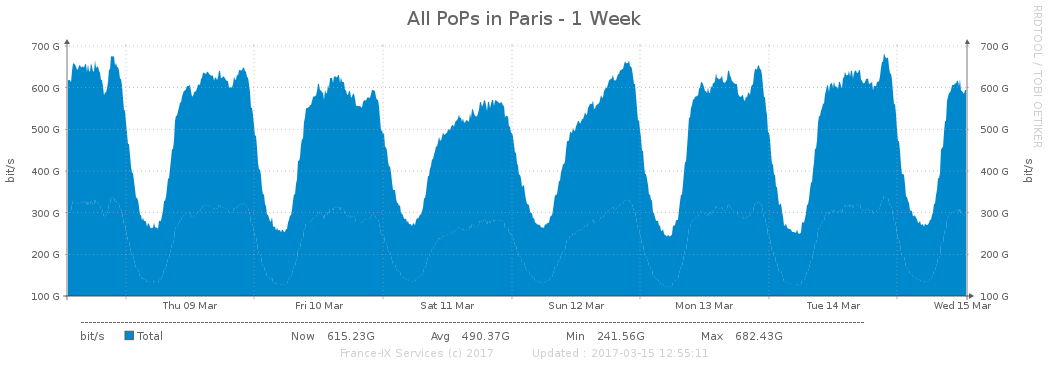 All PoPs in Paris - 1 Week
RRDTOOL / TOBI OETIKER
700 G 700 G
600 G 600 G
500 G 500 G
400 G 400 G
300 G 300 G
200 G 200 G
100 G 100 G
bit/s
bit/s
Thu 09 Mar Fri 10 Mar Sat 11 Mar Sun 12 Mar Mon 13 Mar Tue 14 Mar Wed 15 Mar
bit/s Total Now 615.23G Avg 490.37G Min 241.56G Max 682.43G
France-IX Services (c) 2017 Updated : 2017-03-15 12:55:11